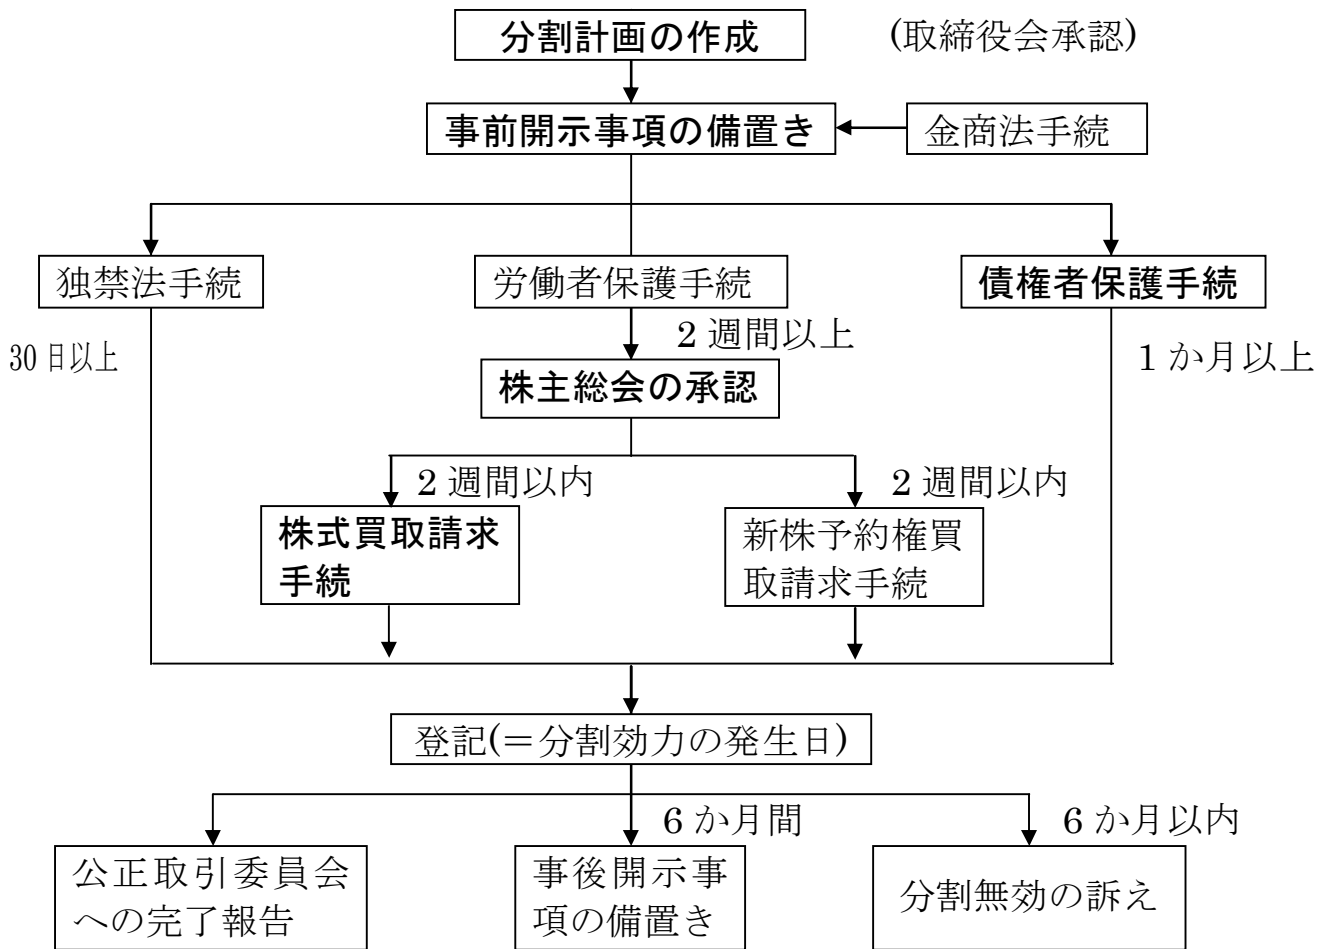 分割計画の作成 (取締役会承認)
事前開示事項の備置き
金商法手続
独禁法手続
労働者保護手続
債権者保護手続
30日以上
2週間以上
1か月以上
株主総会の承認
2週間以内
2週間以内
株式買取請求
手続
新株予約権買
取請求手続
登記(=分割効力の発生日)
6か月間
6か月以内
公正取引委員会
への完了報告
事後開示事
項の備置き
分割無効の訴え